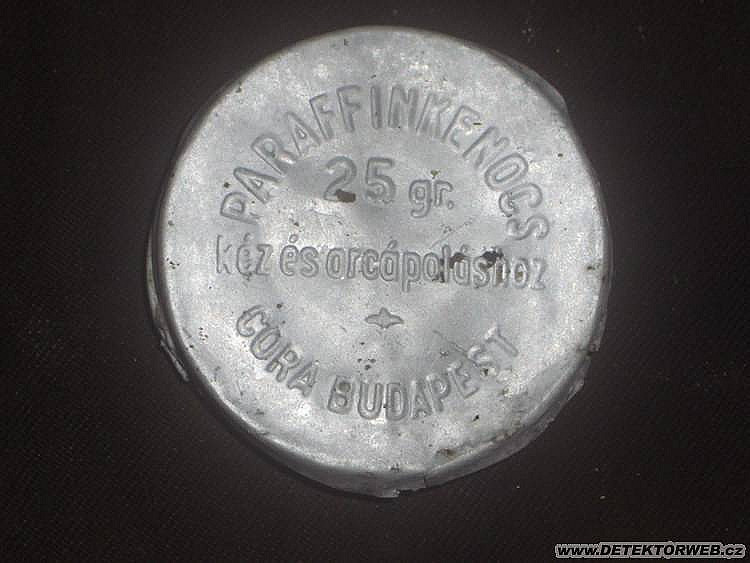 PARAFFINKENŐCS
25 gr.
kéz és arcápoláshoz
CORA BUDAPEST
www.DETEKTORWEB.cz